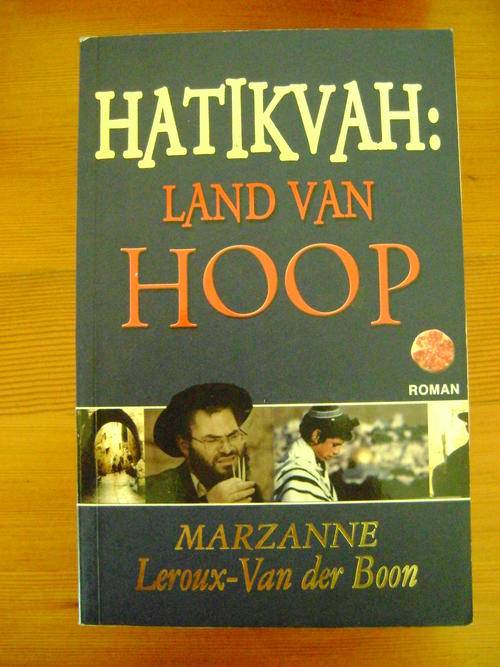 HATIKVAH:
LAND VAN
HOOP
ROMAN
MARZANNE
Leroux-Van der Boon